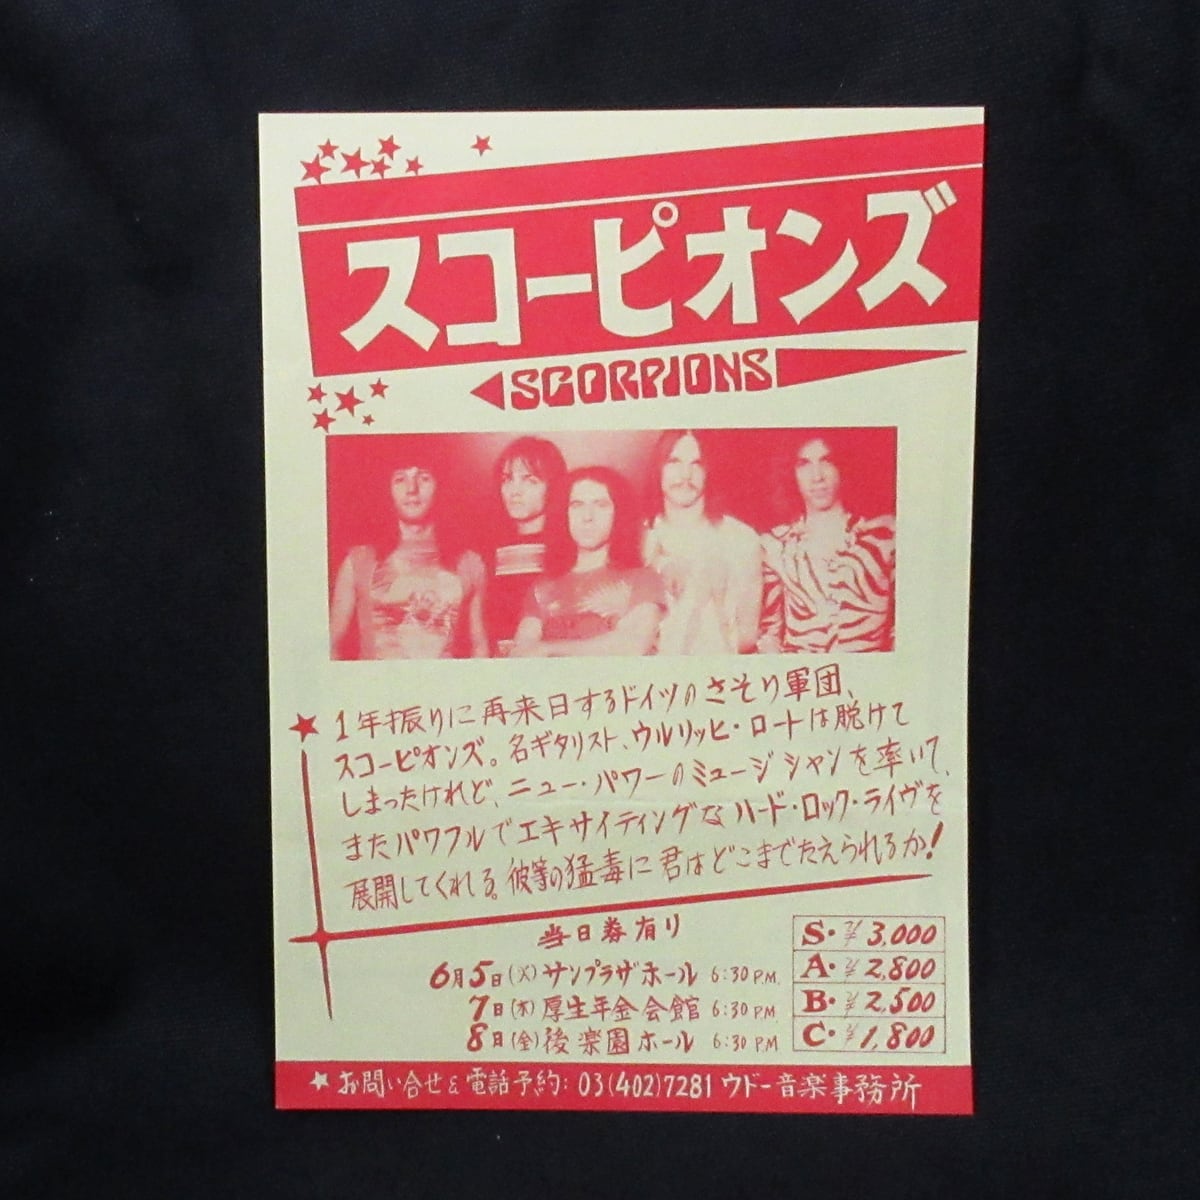 スコーピオンズ
SCORPIONS
1年振りに再来日するドイツのさそり軍団、
スコーピオンズ。名ギタリスト、ウルリッヒ・ロートは脱けて
しまったけれど、ニュー・パワーのミュージシャンを率いて、
またパワフルでエキサイティングなハード・ロック・ライヴを
展開してくれる。彼等の猛毒に君はどこまでたえられるか!
当日券有り
6月5日(火)サンプラザホール 6:30 P.M.
7日(木)厚生年金会館 6:30 P.M
8日(金)後楽園ホール 6:30 P.M
S・¥3,000
A・¥2,800
B・¥2,500
C・¥1,800
★お問い合せ&電話予約:03(402)7281 ウドー音楽事務所